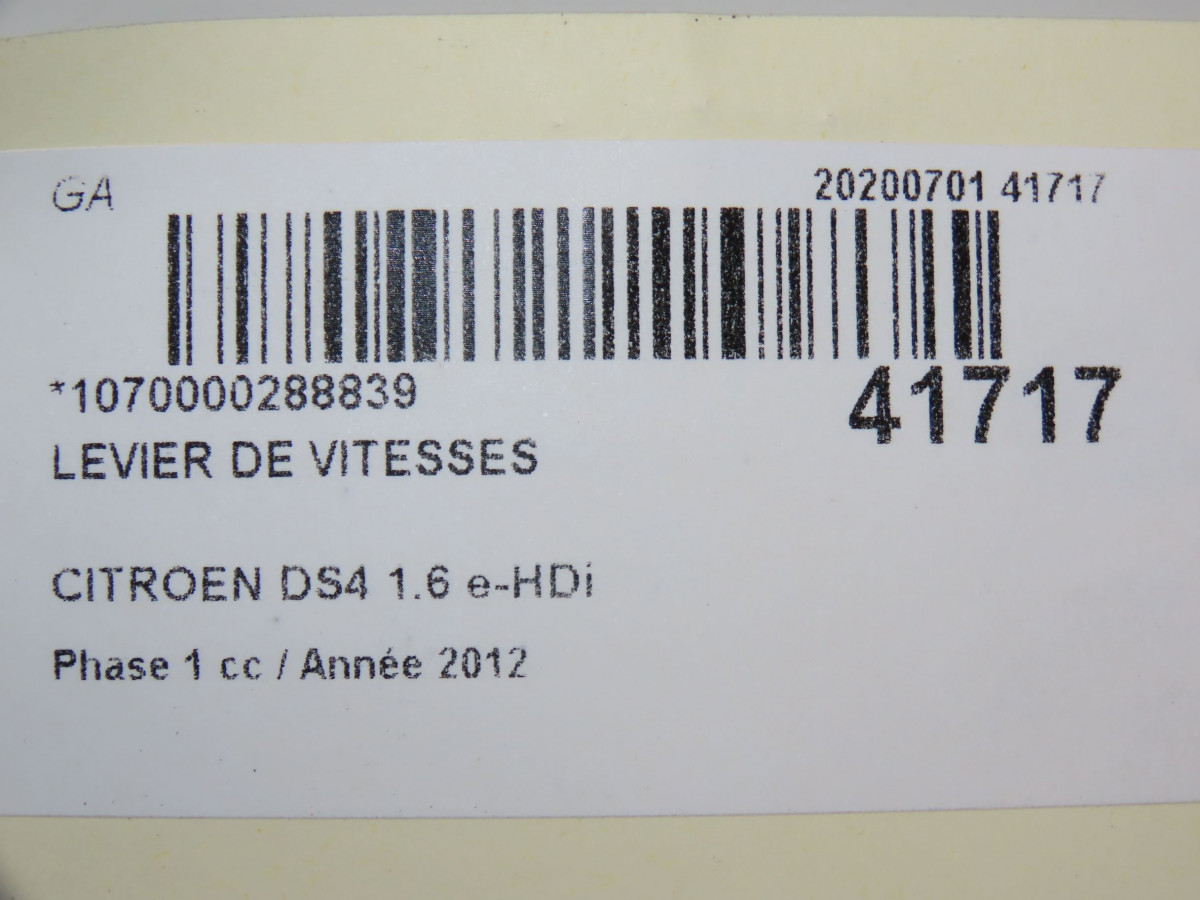 GA 20200701 41717
*1070000288839
41717
LEVIER DE VITESSES
CITROEN DS4 1.6 e-HDi
Phase 1 cc / Année 2012